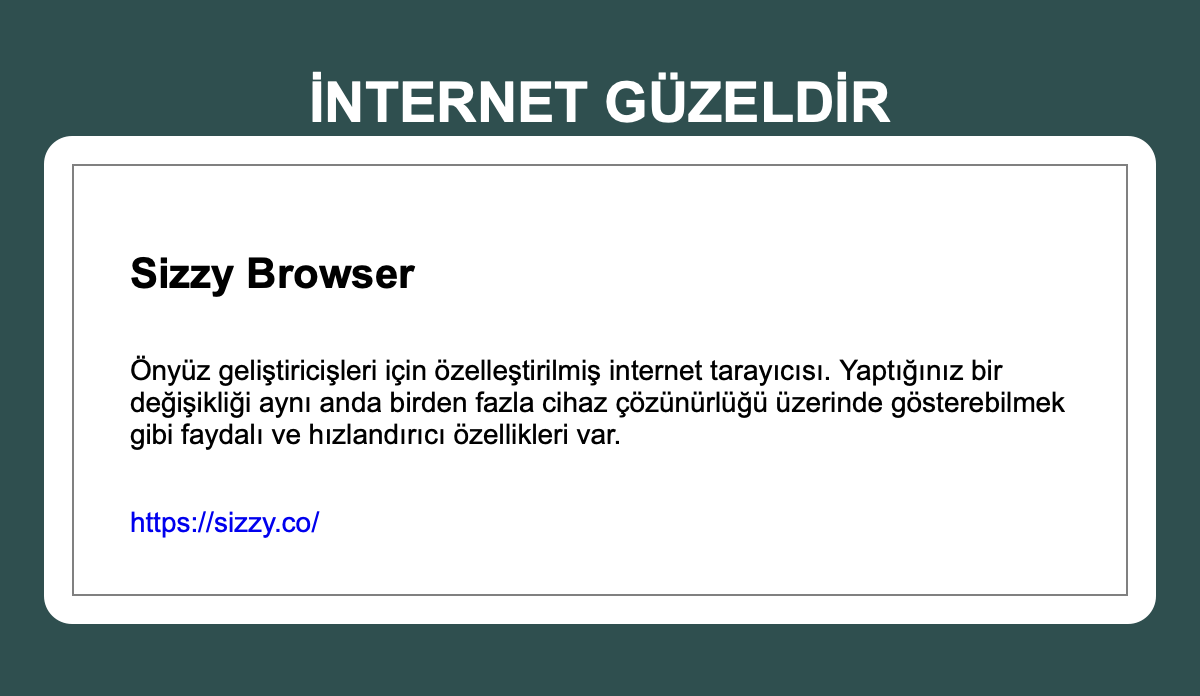 İNTERNET GÜZELDİR
Sizzy Browser
Önyüz geliştiricişleri için özelleştirilmiş internet tarayıcısı. Yaptığınız bir
değişikliği aynı anda birden fazla cihaz çözünürlüğü üzerinde gösterebilmek
gibi faydalı ve hızlandırıcı özellikleri var.
https://sizzy.co/